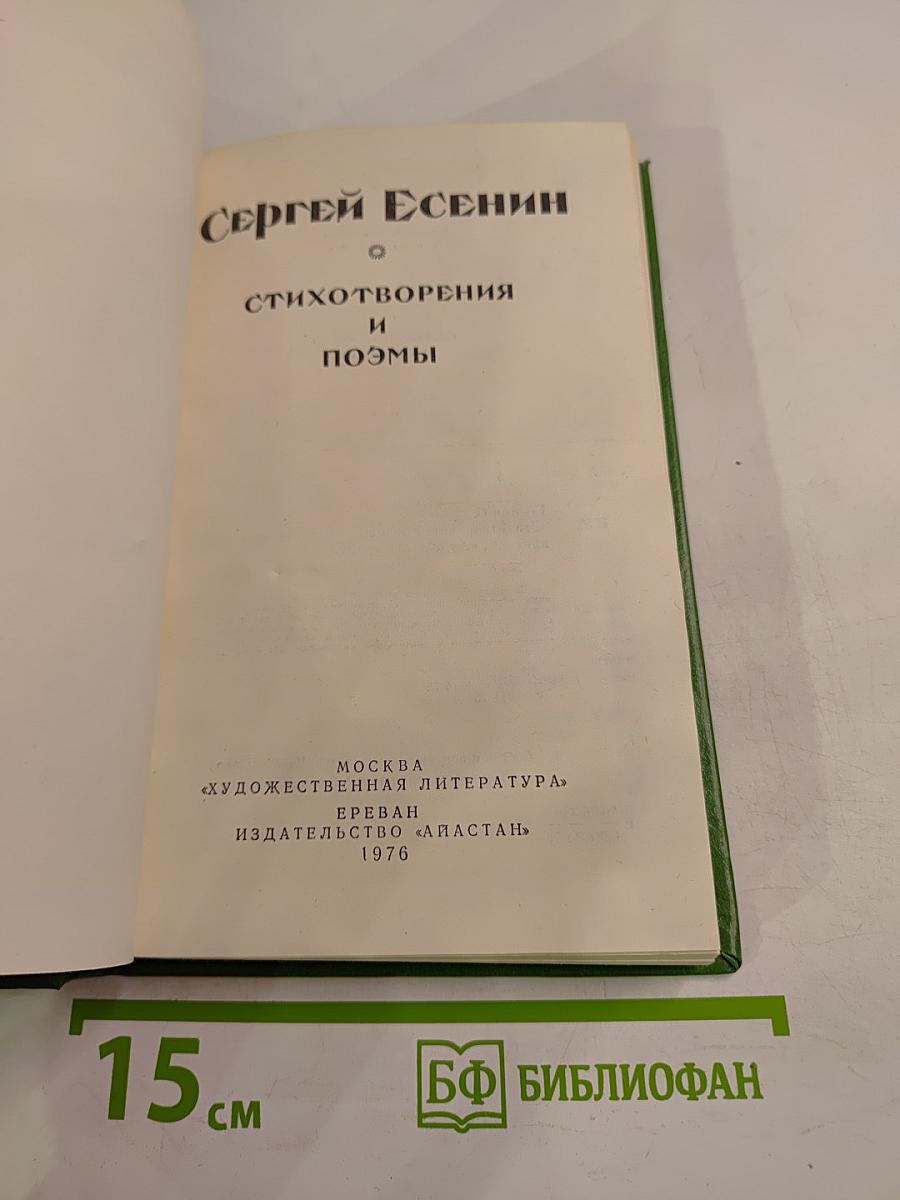 Сергей Есенин
СТИХОТВОРЕНИЯ
И
ПОЭМЫ
МОСКВА
«ХУДОЖЕСТВЕННАЯ ЛИТЕРАТУРА»
ЕРЕВАН
ИЗДАТЕЛЬСТВО «АЙАСТАН»
1976
15 см
БФ БИБЛИОФАН